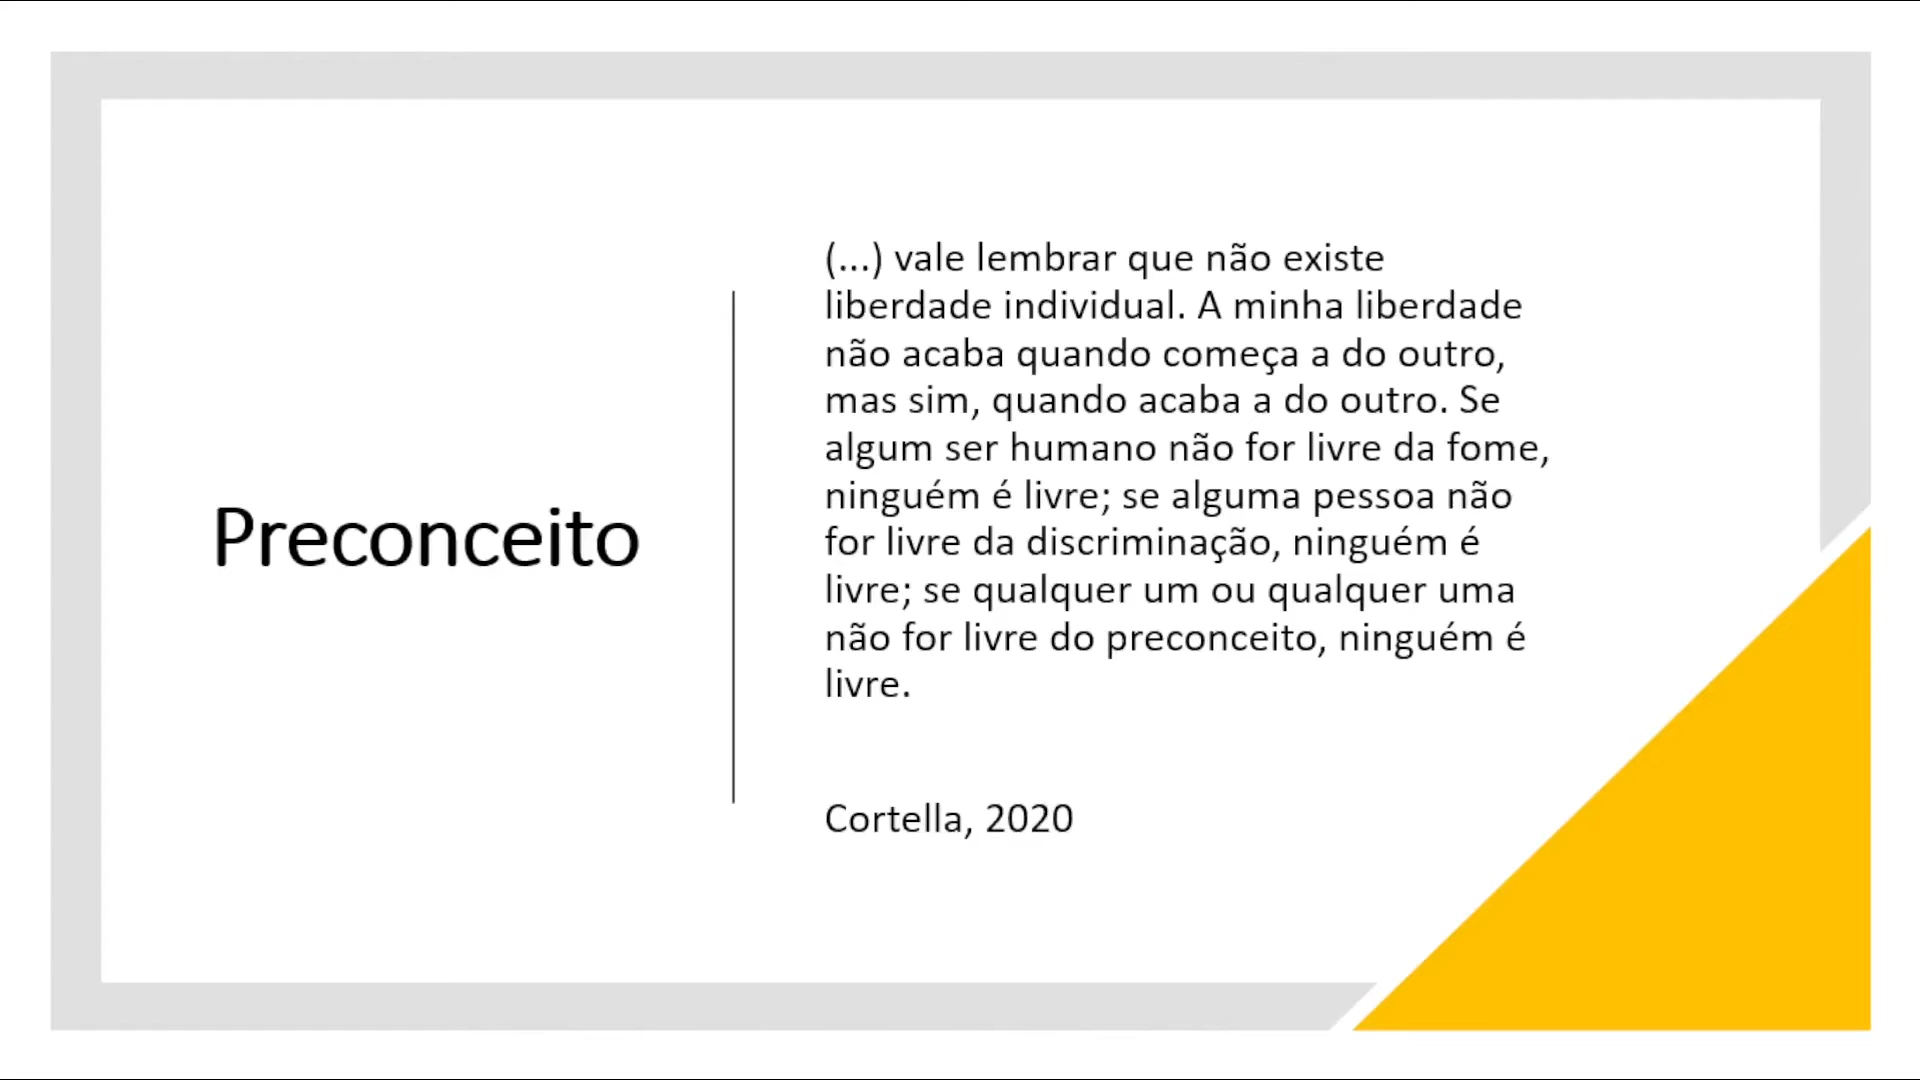 Preconceito
(...) vale lembrar que não existe
liberdade individual. A minha liberdade
não acaba quando começa a do outro,
mas sim, quando acaba a do outro. Se
algum ser humano não for livre da fome,
ninguém é livre; se alguma pessoa não
for livre da discriminação, ninguém é
livre; se qualquer um ou qualquer uma
não for livre do preconceito, ninguém é
livre.
Cortella, 2020